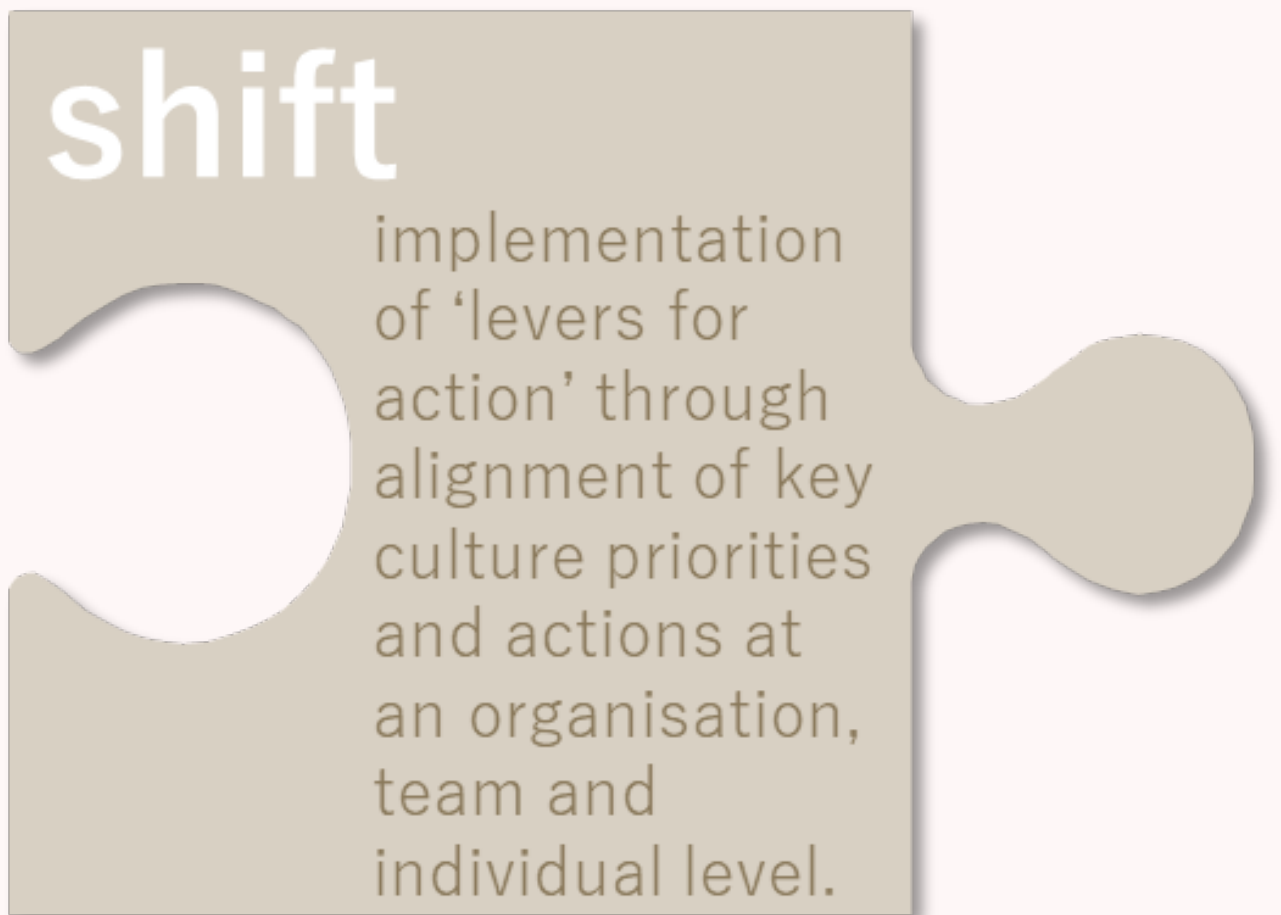 shift
implementation
of ‘levers for
action’ through
alignment of key
culture priorities
and actions at
an organisation,
team and
individual level.